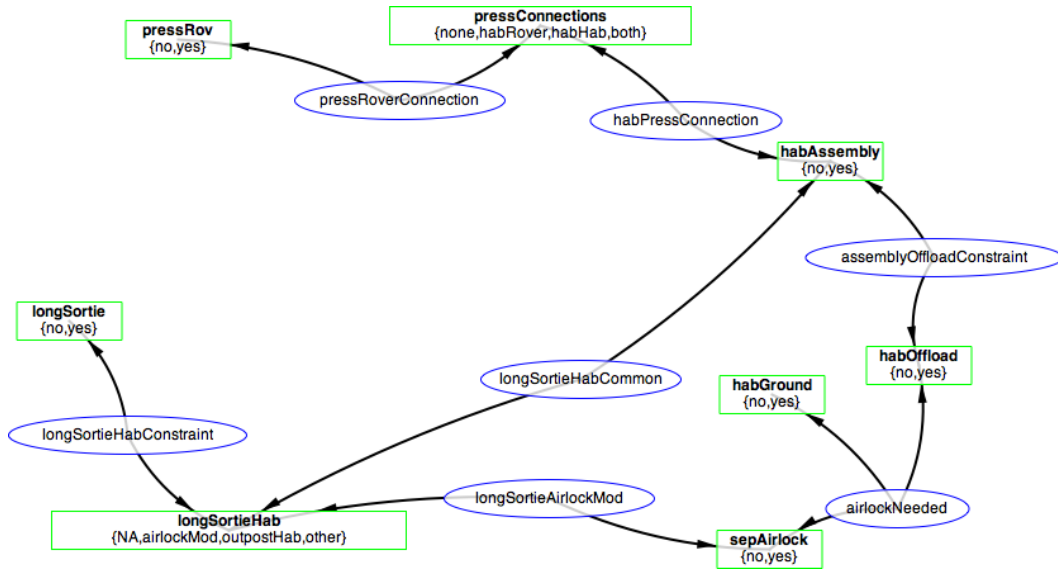 pressConnections
{none,habRover,habHab,both}
pressRov
{no,yes}
pressRoverConnection
habPressConnection
habAssembly
{no,yes}
assemblyOffloadConstraint
longSortie
{no,yes}
habOffload
{no,yes}
longSortieHabCommon
habGround
{no,yes}
longSortieHabConstraint
longSortieAirlockMod
airlockNeeded
longSortieHab
{NA,airlockMod,outpostHab,other}
sepAirlock
{no,yes}